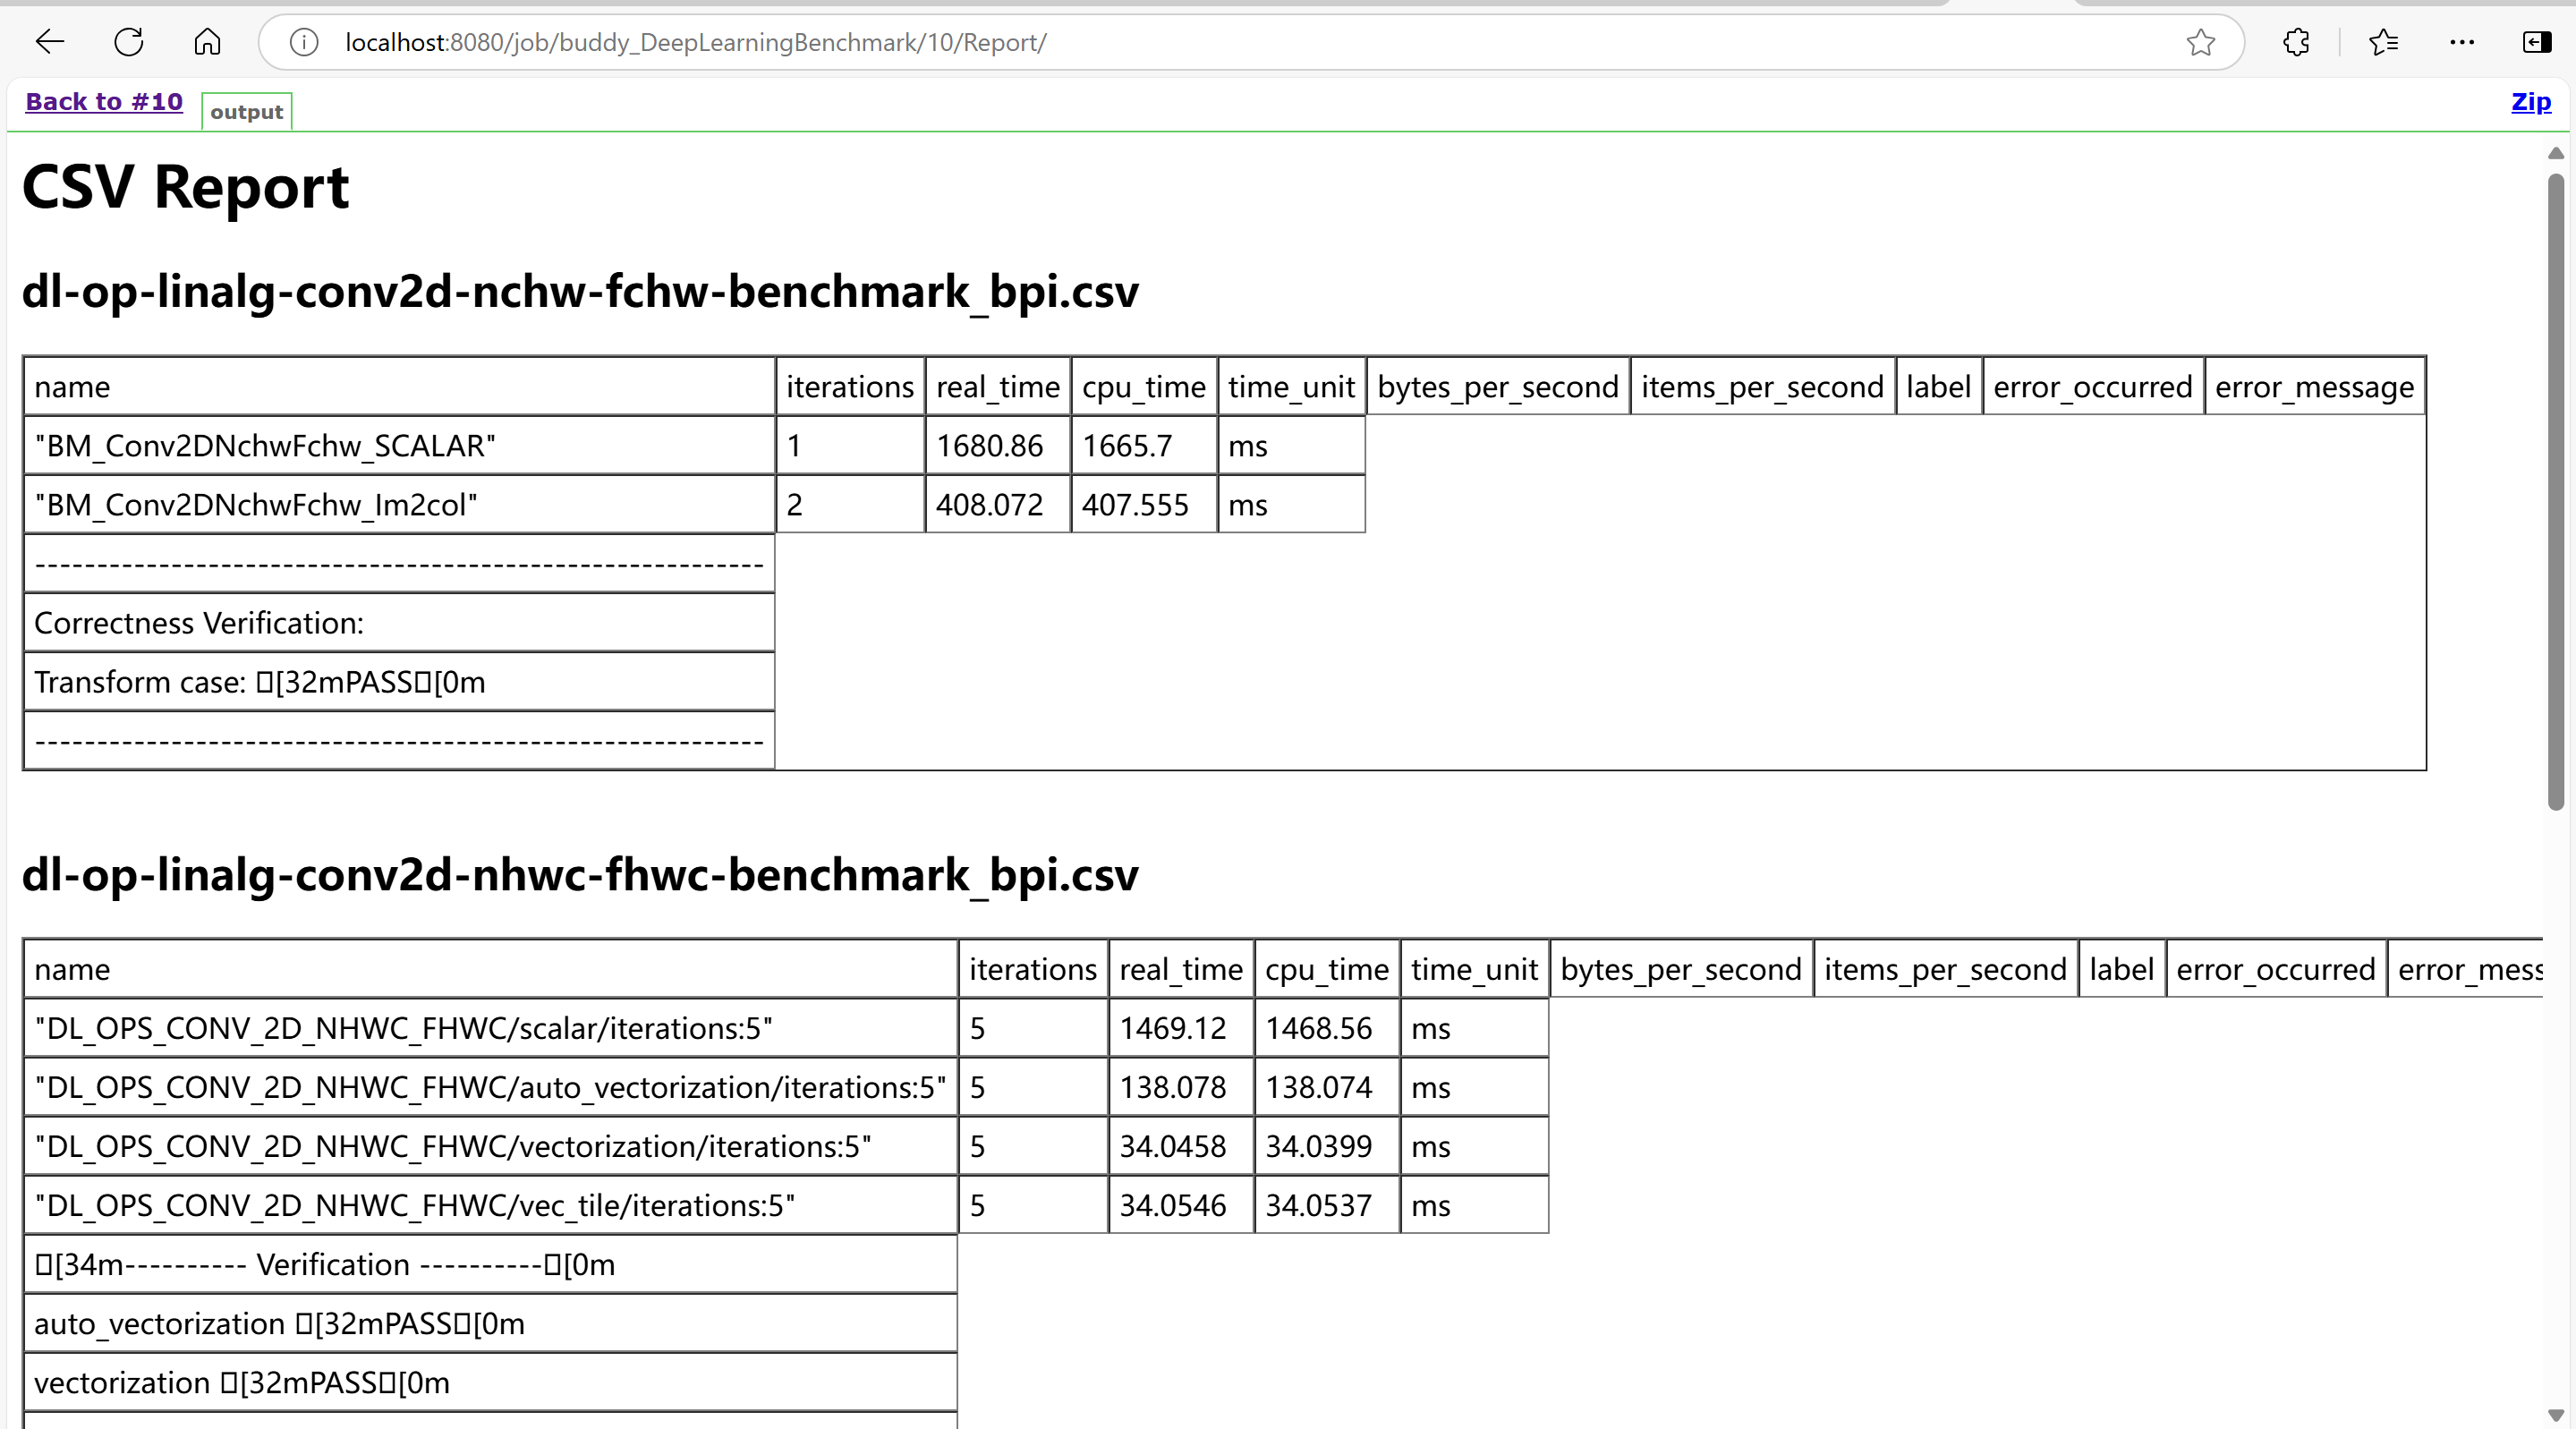 localhost:8080/job/buddy_DeepLearningBenchmark/10/Report/
Back to #10 output Zip
CSV Report
dl-op-linalg-conv2d-nchw-fchw-benchmark_bpi.csv
name iterations real_time cpu_time time_unit bytes_per_second items_per_second label error_occurred error_message
"BM_Conv2DNchwFchw_SCALAR" 1 1680.86 1665.7 ms
"BM_Conv2DNchwFchw_Im2col" 2 408.072 407.555 ms
-----------------------------------------------------------
Correctness Verification:
Transform case: [32mPASS[0m
-----------------------------------------------------------
dl-op-linalg-conv2d-nhwc-fhwc-benchmark_bpi.csv
name iterations real_time cpu_time time_unit bytes_per_second items_per_second label error_occurred error_mess
"DL_OPS_CONV_2D_NHWC_FHWC/scalar/iterations:5" 5 1469.12 1468.56 ms
"DL_OPS_CONV_2D_NHWC_FHWC/auto_vectorization/iterations:5" 5 138.078 138.074 ms
"DL_OPS_CONV_2D_NHWC_FHWC/vectorization/iterations:5" 5 34.0458 34.0399 ms
"DL_OPS_CONV_2D_NHWC_FHWC/vec_tile/iterations:5" 5 34.0546 34.0537 ms
[34m---------- Verification ----------[0m
auto_vectorization [32mPASS[0m
vectorization [32mPASS[0m